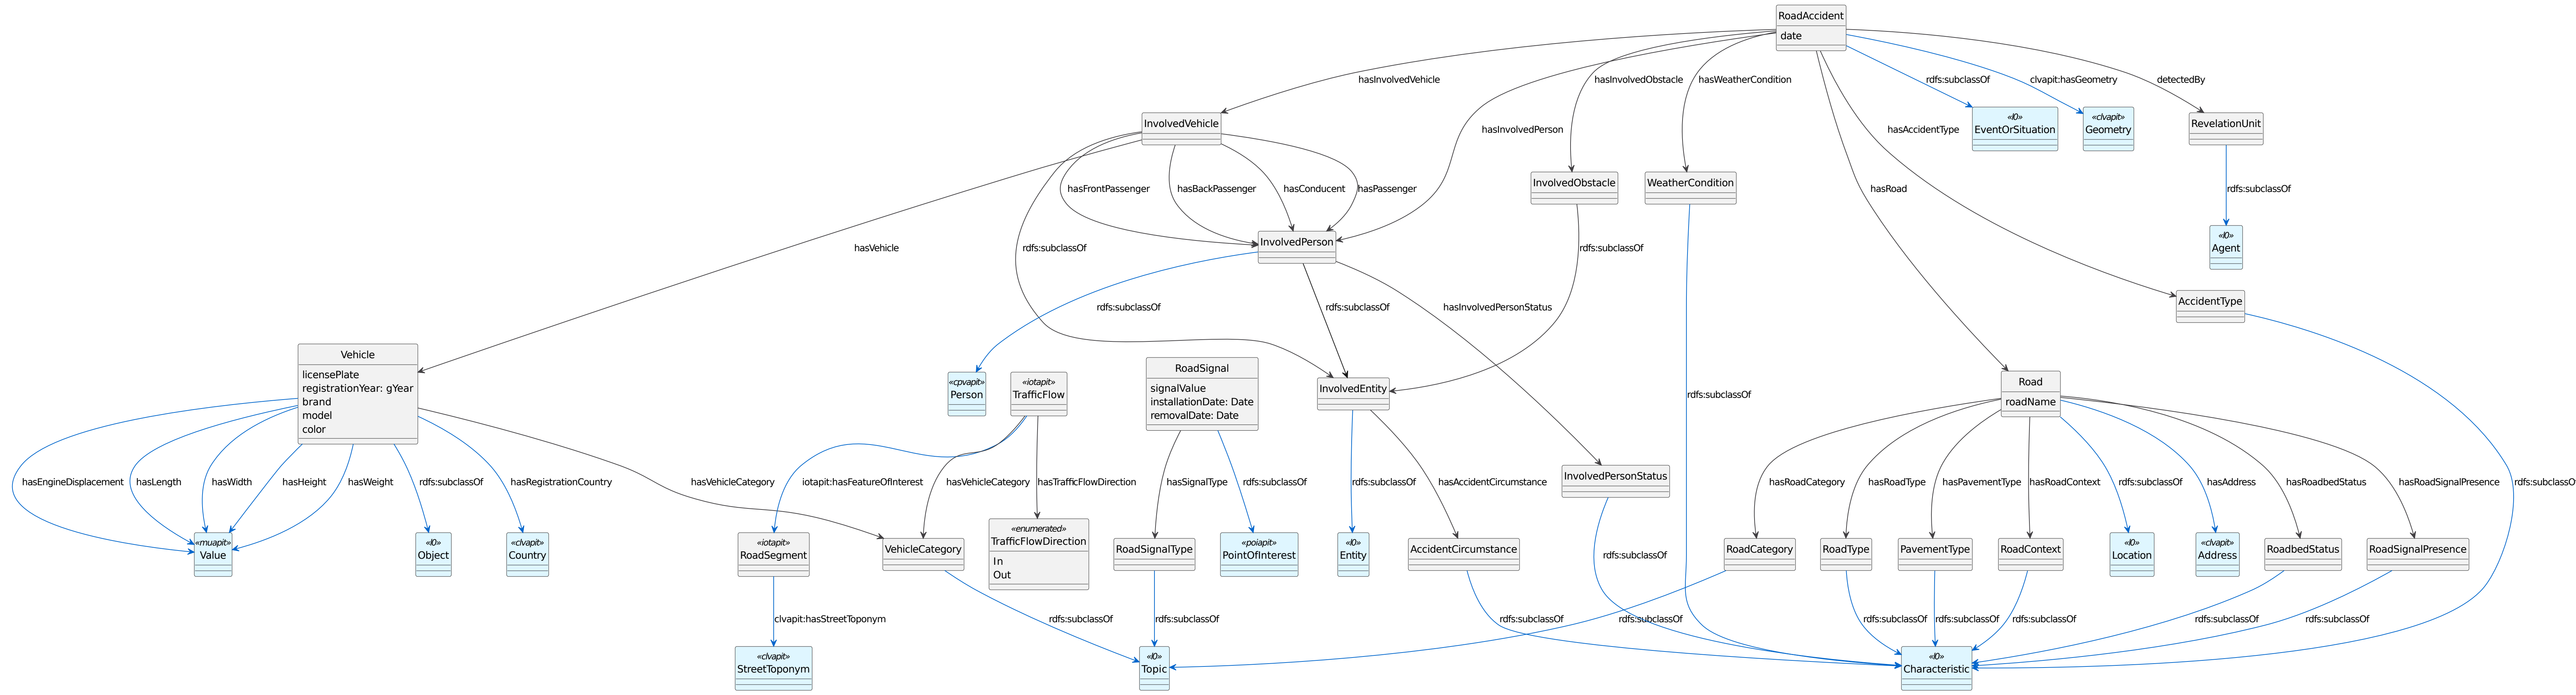 RoadAccident
date
hasInvolvedVehicle
hasInvolvedObstacle
hasWeatherCondition
rdfs:subclassOf
clvapit:hasGeometry
detectedBy
InvolvedVehicle
hasInvolvedPerson
hasAccidentType
«l0»
EventOrSituation
«clvapit»
Geometry
RevelationUnit
hasFrontPassenger
hasBackPassenger
hasConducent
hasPassenger
InvolvedObstacle
WeatherCondition
hasRoad
rdfs:subclassOf
hasVehicle
rdfs:subclassOf
InvolvedPerson
rdfs:subclassOf
«l0»
Agent
rdfs:subclassOf
rdfs:subclassOf
hasInvolvedPersonStatus
AccidentType
Vehicle
licensePlate
registrationYear: gYear
brand
model
color
«cpvapit»
Person
«iotapit»
TrafficFlow
RoadSignal
signalValue
installationDate: Date
removalDate: Date
InvolvedEntity
rdfs:subclassOf
Road
roadName
hasEngineDisplacement
hasLength
hasWidth
hasHeight
hasWeight
rdfs:subclassOf
hasRegistrationCountry
hasVehicleCategory
iotapit:hasFeatureOfInterest
hasVehicleCategory
hasTrafficFlowDirection
hasSignalType
rdfs:subclassOf
rdfs:subclassOf
hasAccidentCircumstance
InvolvedPersonStatus
hasRoadCategory
hasRoadType
hasPavementType
hasRoadContext
rdfs:subclassOf
hasAddress
hasRoadbedStatus
hasRoadSignalPresence
rdfs:subclassO
«muapit»
Value
«l0»
Object
«clvapit»
Country
«iotapit»
RoadSegment
VehicleCategory
«enumerated»
TrafficFlowDirection
In
Out
RoadSignalType
«poiapit»
PointOfInterest
«l0»
Entity
AccidentCircumstance
rdfs:subclassOf
RoadCategory
RoadType
PavementType
RoadContext
«l0»
Location
«clvapit»
Address
RoadbedStatus
RoadSignalPresence
clvapit:hasStreetToponym
rdfs:subclassOf
rdfs:subclassOf
rdfs:subclassOf
rdfs:subclassOf
rdfs:subclassOf
rdfs:subclassOf
rdfs:subclassOf
rdfs:subclassOf
rdfs:subclassOf
«clvapit»
StreetToponym
«l0»
Topic
«l0»
Characteristic